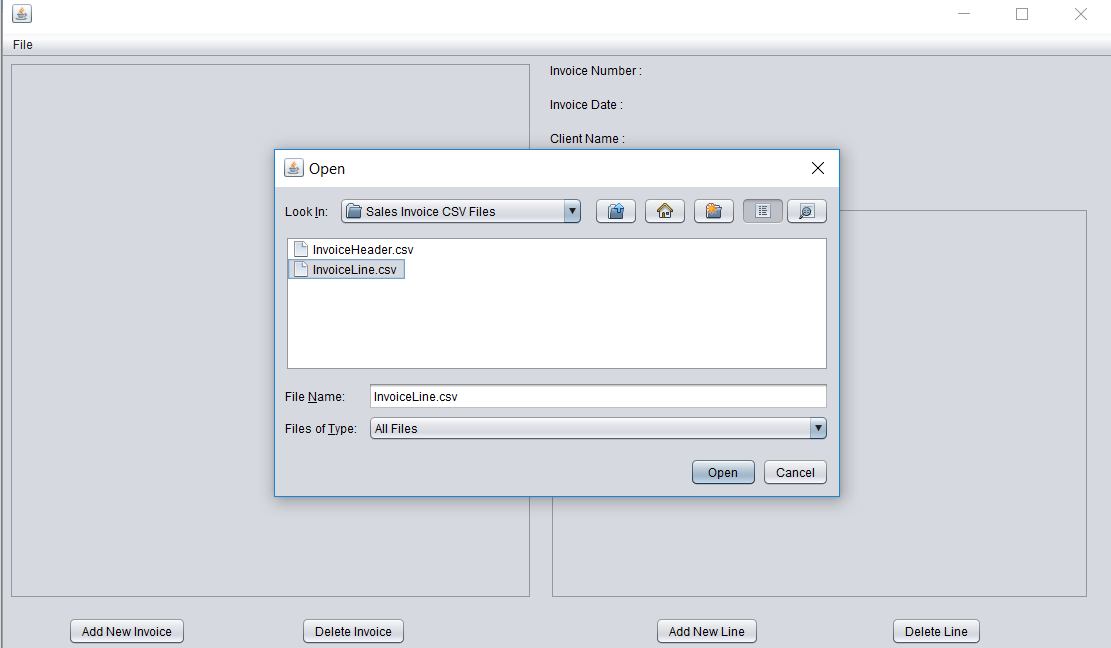 File
Invoice Number :
Invoice Date :
Client Name :
Open
Look In: Sales Invoice CSV Files
InvoiceHeader.csv
InvoiceLine.csv
File Name: InvoiceLine.csv
Files of Type: All Files
Open Cancel
Add New Invoice Delete Invoice Add New Line Delete Line